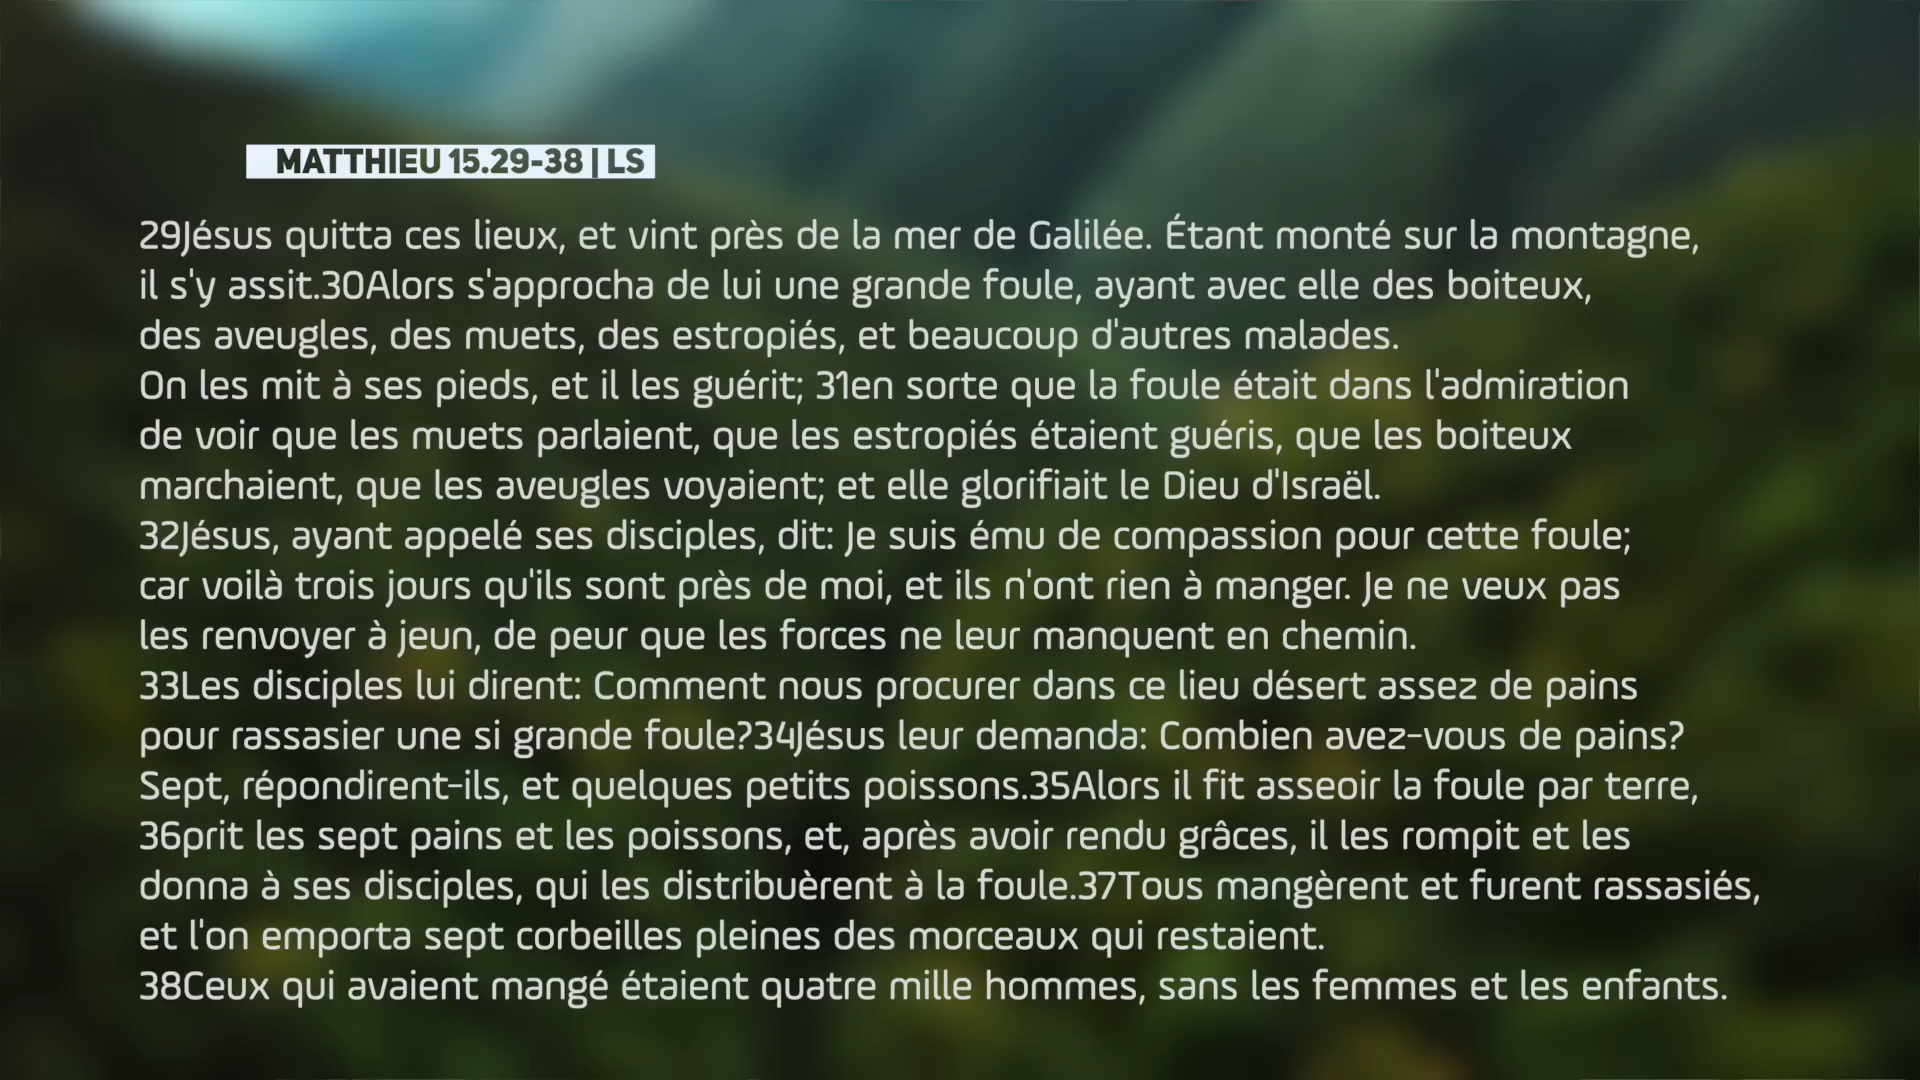 MATTHIEU 15.29-38 | LS
29Jésus quitta ces lieux, et vint près de la mer de Galilée. Étant monté sur la montagne,
il s'y assit.30Alors s'approcha de lui une grande foule, ayant avec elle des boiteux,
des aveugles, des muets, des estropiés, et beaucoup d'autres malades.
On les mit à ses pieds, et il les guérit; 31en sorte que la foule était dans l'admiration
de voir que les muets parlaient, que les estropiés étaient guéris, que les boiteux
marchaient, que les aveugles voyaient; et elle glorifiait le Dieu d'Israël.
32Jésus, ayant appelé ses disciples, dit: Je suis ému de compassion pour cette foule;
car voilà trois jours qu'ils sont près de moi, et ils n'ont rien à manger. Je ne veux pas
les renvoyer à jeun, de peur que les forces ne leur manquent en chemin.
33Les disciples lui dirent: Comment nous procurer dans ce lieu désert assez de pains
pour rassasier une si grande foule?34Jésus leur demanda: Combien avez-vous de pains?
Sept, répondirent-ils, et quelques petits poissons.35Alors il fit asseoir la foule par terre,
36prit les sept pains et les poissons, et, après avoir rendu grâces, il les rompit et les
donna à ses disciples, qui les distribuèrent à la foule.37Tous mangèrent et furent rassasiés,
et l'on emporta sept corbeilles pleines des morceaux qui restaient.
38Ceux qui avaient mangé étaient quatre mille hommes, sans les femmes et les enfants.